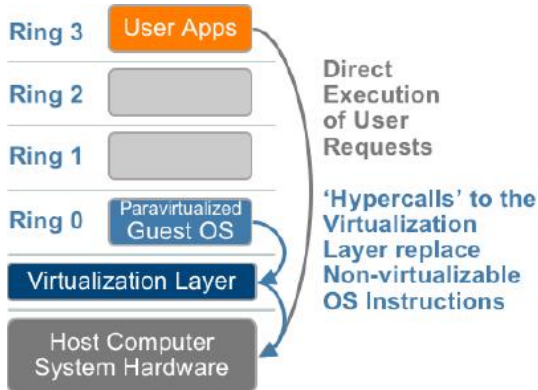 Ring 3
User Apps
Ring 2
Ring 1
Ring 0
Paravirtualized
Guest OS
Virtualization Layer
Host Computer
System Hardware
Direct
Execution
of User
Requests
‘Hypercalls’ to the
Virtualization
Layer replace
Non-virtualizable
OS Instructions